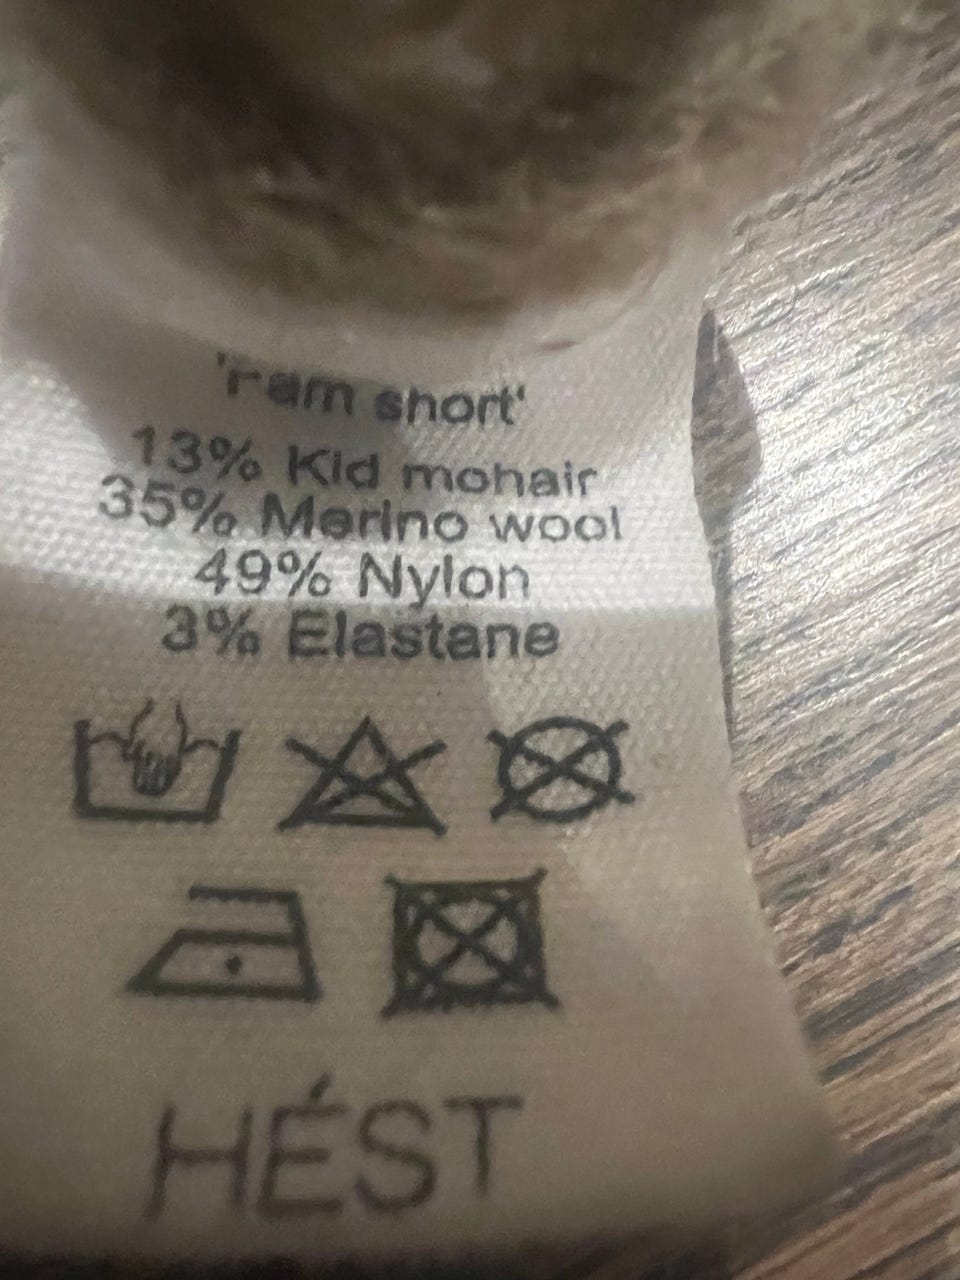 'ram short'
13% Kid mohair
35% Merino wool
49% Nylon
3% Elastane
HÉST